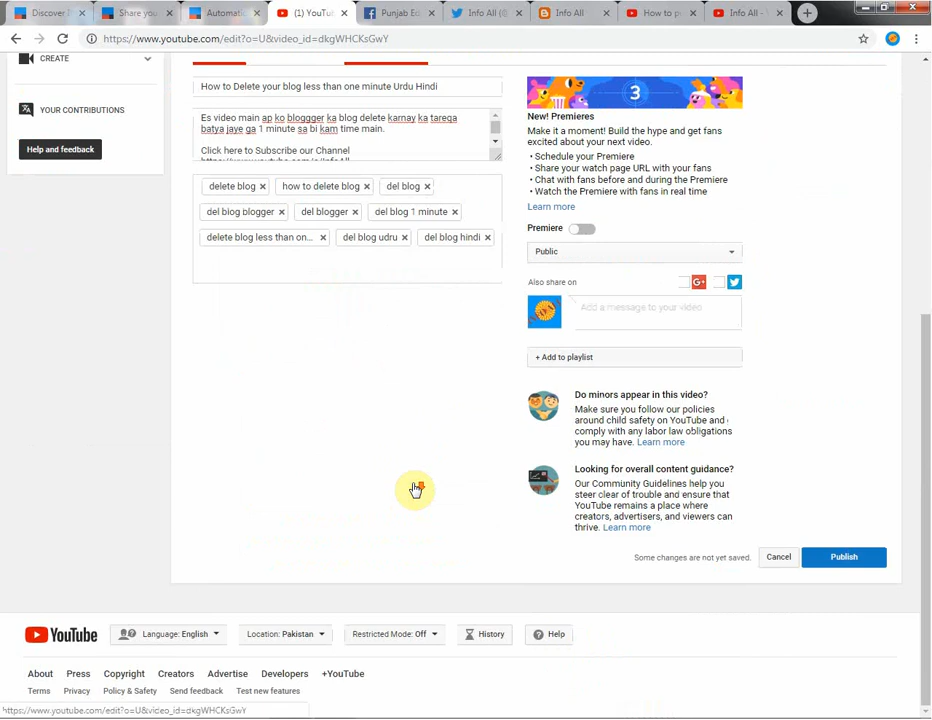 Discover I
Share you
Automatic
(1) YouTu
Punjab Ed
Info All (@
Info All
How to p
Info All -
https://www.youtube.com/edit?o=U&video_id=dkgWHCKsGwY
CREATE
YOUR CONTRIBUTIONS
Help and feedback
How to Delete your blog less than one minute Urdu Hindi
Es video main ap ko bloggger ka blog delete karnay ka tareqa
batya jaye ga 1 minute sa bi kam time main.
Click here to Subscribe our Channel
delete blog
how to delete blog
del blog
del blog blogger
del blogger
del blog 1 minute
delete blog less than on...
del blog udru
del blog hindi
3
New! Premieres
Make it a moment! Build the hype and get fans
excited about your next video.
• Schedule your Premiere
• Share your watch page URL with your fans
• Chat with fans before and during the Premiere
• Watch the Premiere with fans in real time
Learn more
Premiere
Public
Also share on
G+
Add a message to your video
+ Add to playlist
Do minors appear in this video?
Make sure you follow our policies
around child safety on YouTube and
comply with any labor law obligations
you may have. Learn more
Looking for overall content guidance?
Our Community Guidelines help you
steer clear of trouble and ensure that
YouTube remains a place where
creators, advertisers, and viewers can
thrive. Learn more
Some changes are not yet saved.
Cancel
Publish
YouTube
Language: English
Location: Pakistan
Restricted Mode: Off
History
Help
About Press Copyright Creators Advertise Developers +YouTube
Terms Privacy Policy & Safety Send feedback Test new features
https://www.youtube.com/edit?o=U&video_id=dkgWHCKsGwY